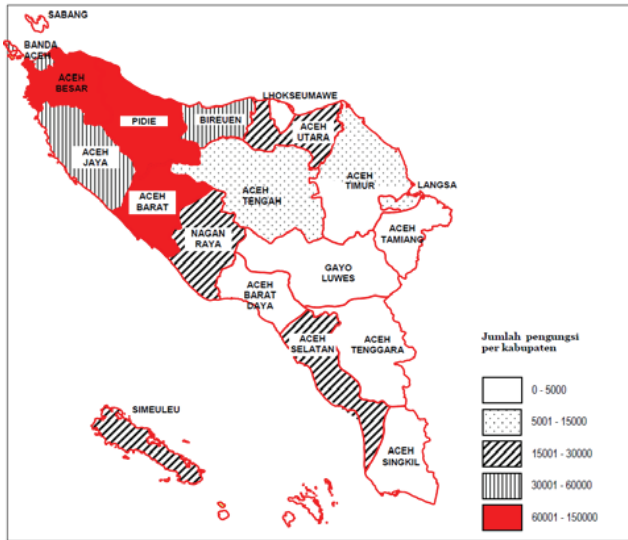 SABANG
BANDA
ACEH
ACEH
BESAR
PIDIE
BIREUEN
LHOKSEUMAWE
ACEH
UTARA
ACEH
JAYA
ACEH
TIMUR
LANGSA
ACEH
TENGAH
ACEH
BARAT
NAGAN
RAYA
ACEH
TAMIANG
GAYO
LUWES
ACEH
BARAT
DAYA
ACEH
SELATAN
ACEH
TENGGARA
SIMEULEU
ACEH
SINGKIL
Jumlah pengungsi
per kabupaten
0 - 5000
5001 - 15000
15001 - 30000
30001 - 60000
60001 - 150000